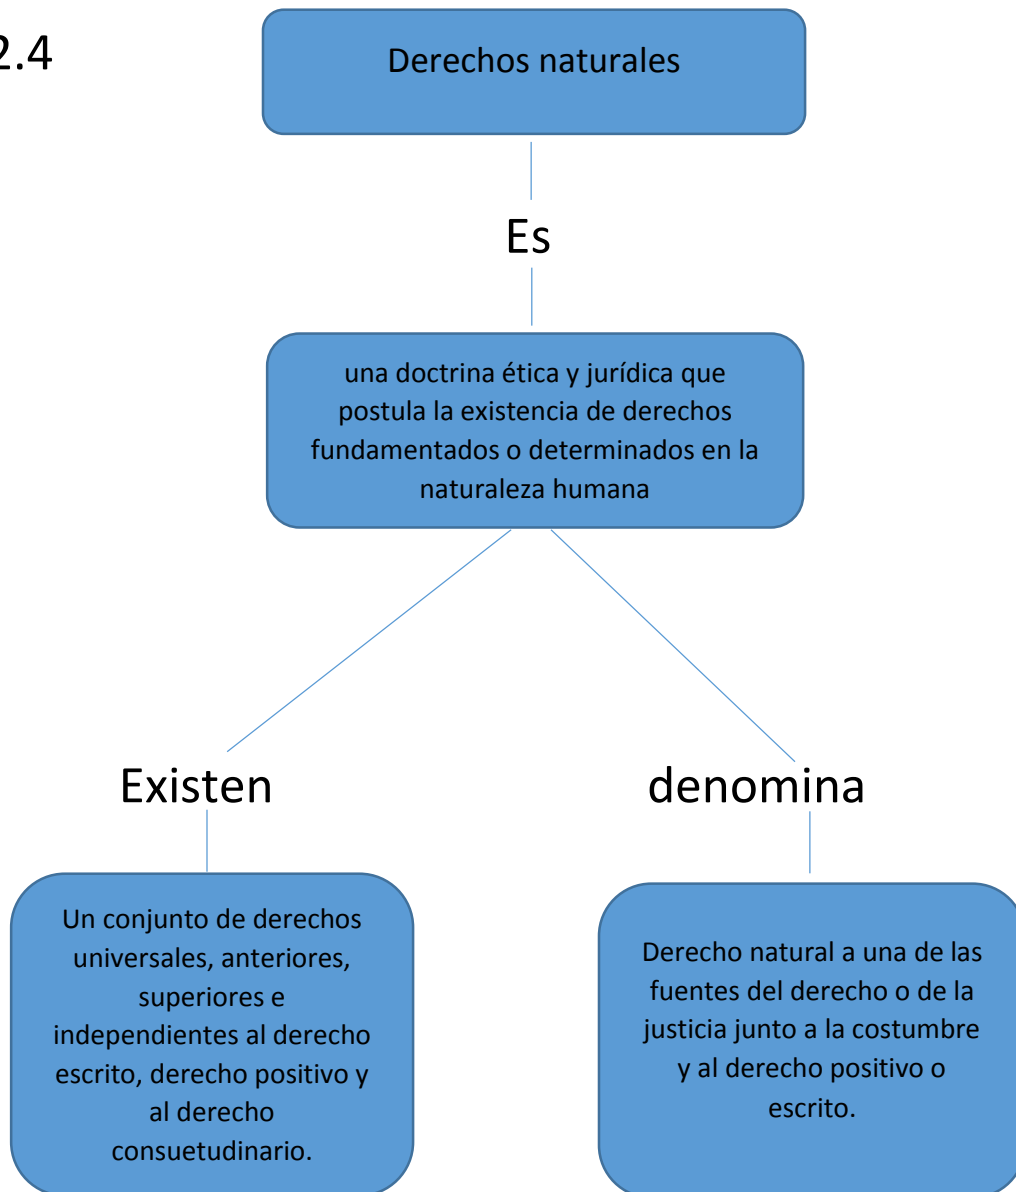 2.4
Derechos naturales
Es
una doctrina ética y jurídica que
postula la existencia de derechos
fundamentados o determinados en la
naturaleza humana
Existen
denomina
Un conjunto de derechos
universales, anteriores,
superiores e
independientes al derecho
escrito, derecho positivo y
al derecho
consuetudinario.
Derecho natural a una de las
fuentes del derecho o de la
justicia junto a la costumbre
y al derecho positivo o
escrito.